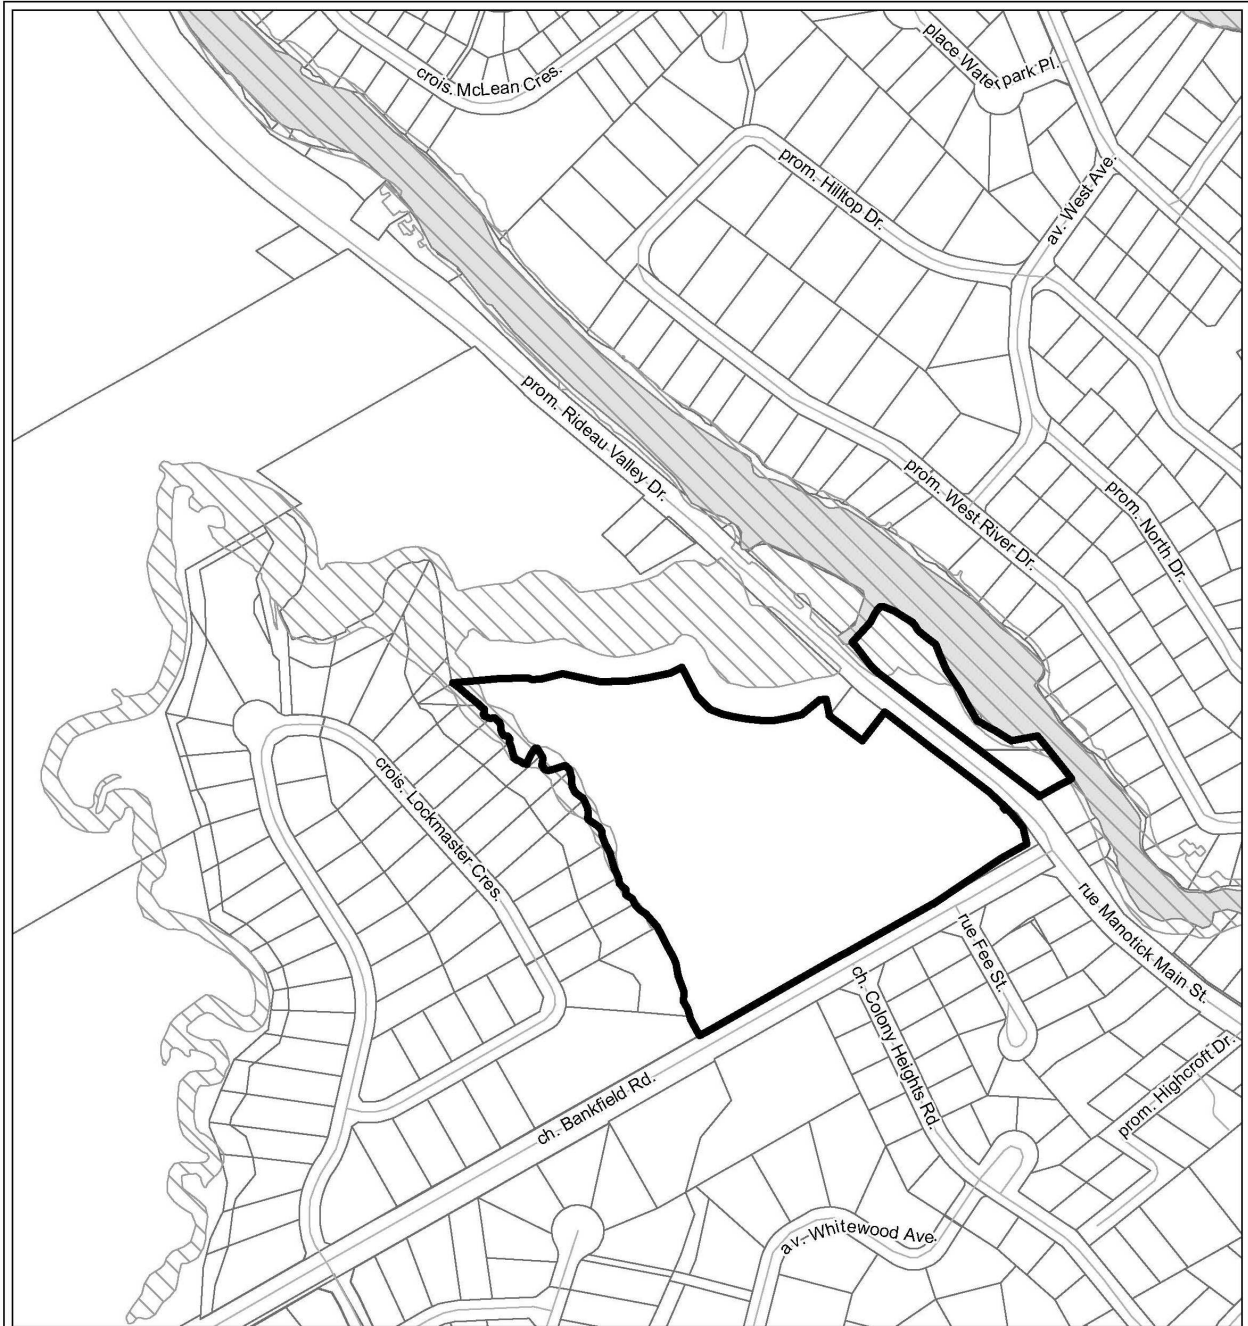 crois. McLean Cres.
place Water park Pl.
prom. Hilltop Dr.
av. West Ave.
prom. Rideau Valley Dr.
prom. West River Dr.
prom. North Dr.
crois. Lockmaster Cres.
rue Manotick Main St.
rue Fee St.
ch. Colony Heights Rd.
prom. Highcroft Dr.
ch. Bankfield Rd.
av. Whitewood Ave.